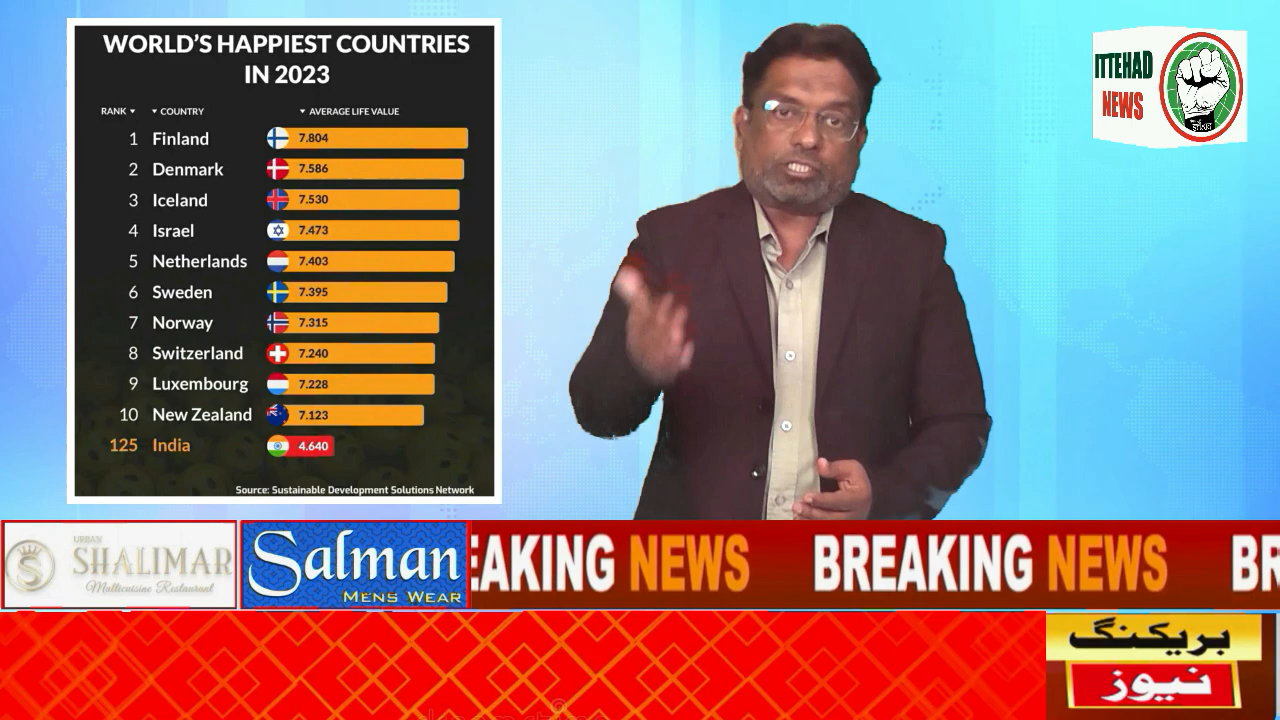 WORLD'S HAPPIEST COUNTRIES
IN 2023
RANK ▾ ▾ COUNTRY ▾ AVERAGE LIFE VALUE
1 Finland 7.804
2 Denmark 7.586
3 Iceland 7.530
4 Israel 7.473
5 Netherlands 7.403
6 Sweden 7.395
7 Norway 7.315
8 Switzerland 7.240
9 Luxembourg 7.228
10 New Zealand 7.123
125 India 4.640
Source: Sustainable Development Solutions Network
ITTEHAD
NEWS
URBAN
SHALIMAR
Multicuisine Restaurant
S
Salman
MENS WEAR
EAKING NEWS BREAKING NEWS BR
بریکنگ
نیوز